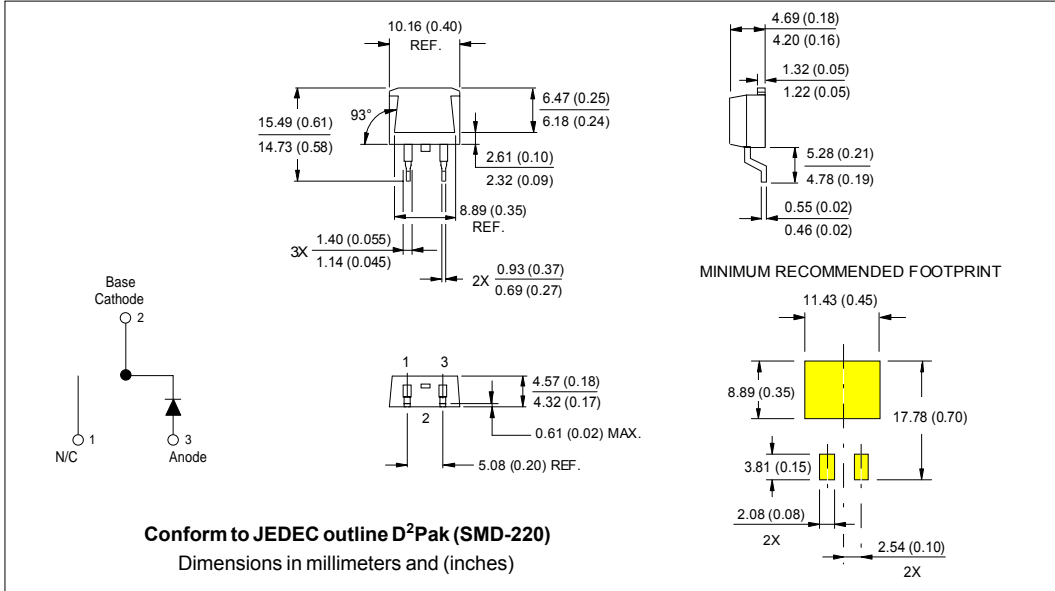 10.16 (0.40)
REF.
4.69 (0.18)
4.20 (0.16)
1.32 (0.05)
1.22 (0.05)
6.47 (0.25)
6.18 (0.24)
93°
15.49 (0.61)
14.73 (0.58)
2.61 (0.10)
2.32 (0.09)
5.28 (0.21)
4.78 (0.19)
8.89 (0.35)
REF.
0.55 (0.02)
0.46 (0.02)
3X 1.40 (0.055)
1.14 (0.045)
2X 0.93 (0.37)
0.69 (0.27)
MINIMUM RECOMMENDED FOOTPRINT
11.43 (0.45)
Base
Cathode
2
1
N/C
3
Anode
1 3
2
4.57 (0.18)
4.32 (0.17)
0.61 (0.02) MAX.
5.08 (0.20) REF.
8.89 (0.35)
17.78 (0.70)
3.81 (0.15)
2.08 (0.08)
2X
2.54 (0.10)
2X
Conform to JEDEC outline D²Pak (SMD-220)
Dimensions in millimeters and (inches)